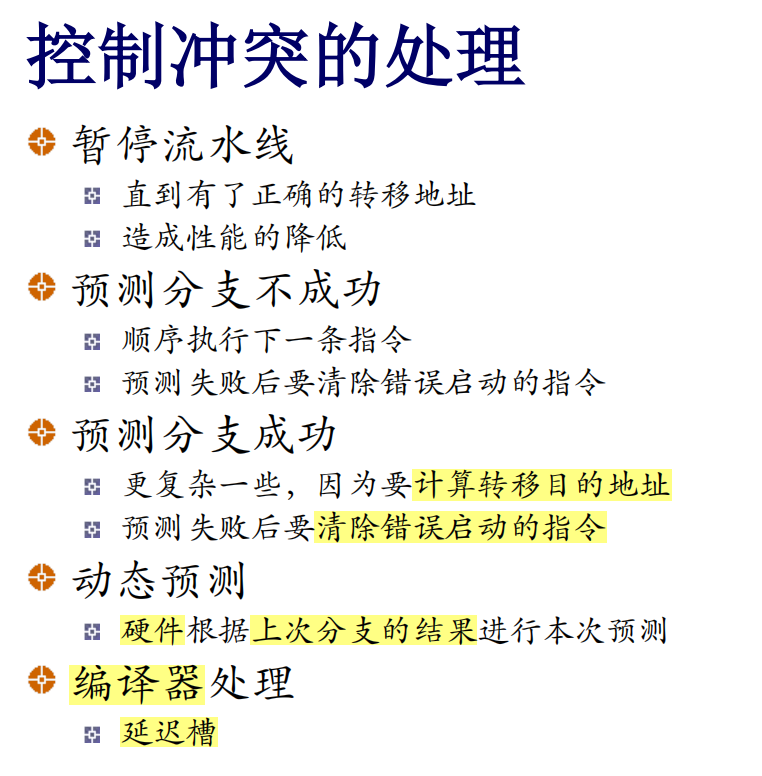 控制冲突的处理
暂停流水线
直到有了正确的转移地址
造成性能的降低
预测分支不成功
顺序执行下一条指令
预测失败后要清除错误启动的指令
预测分支成功
更复杂一些，因为要计算转移目的地址
预测失败后要清除错误启动的指令
动态预测
硬件根据上次分支的结果进行本次预测
编译器处理
延迟槽